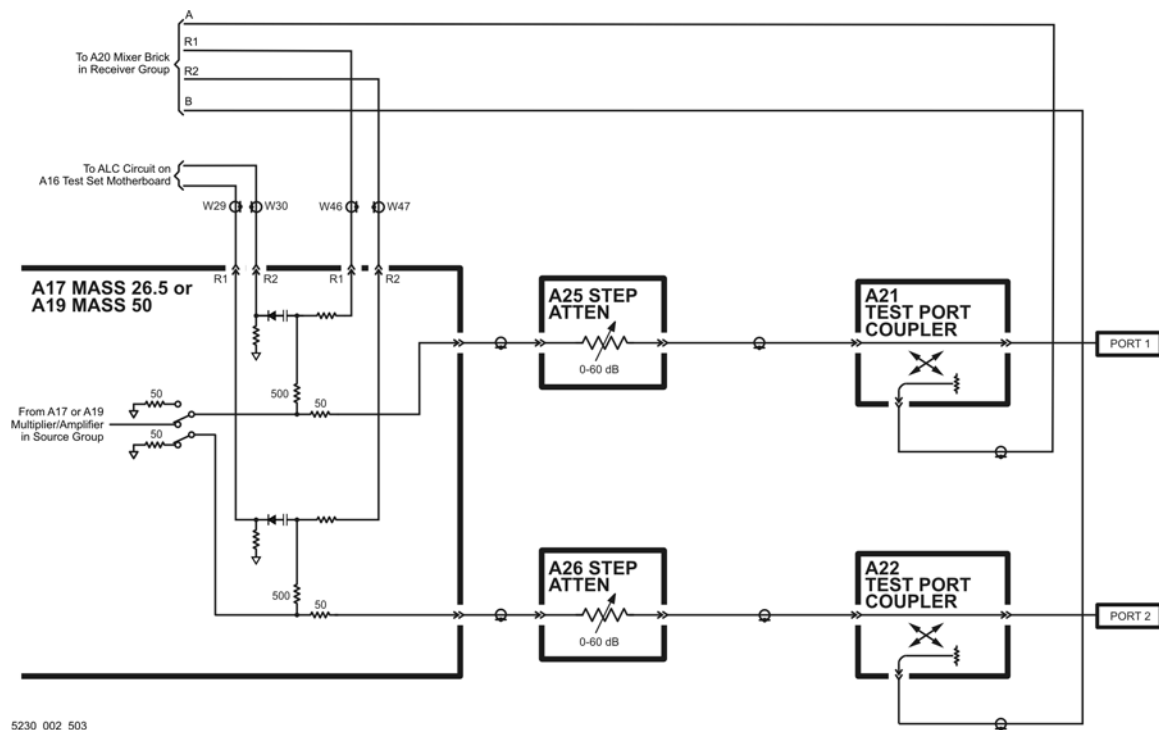 A
R1
To A20 Mixer Brick
in Receiver Group
R2
B
To ALC Circuit on
A16 Test Set Motherboard
W29
W30
W46
W47
R1
R2
R1
R2
A17 MASS 26.5 or
A19 MASS 50
A25 STEP
ATTEN
0-60 dB
A21
TEST PORT
COUPLER
PORT 1
500
50
50
From A17 or A19
Multiplier/Amplifier
in Source Group
50
500
50
A26 STEP
ATTEN
0-60 dB
A22
TEST PORT
COUPLER
PORT 2
5230_002_503